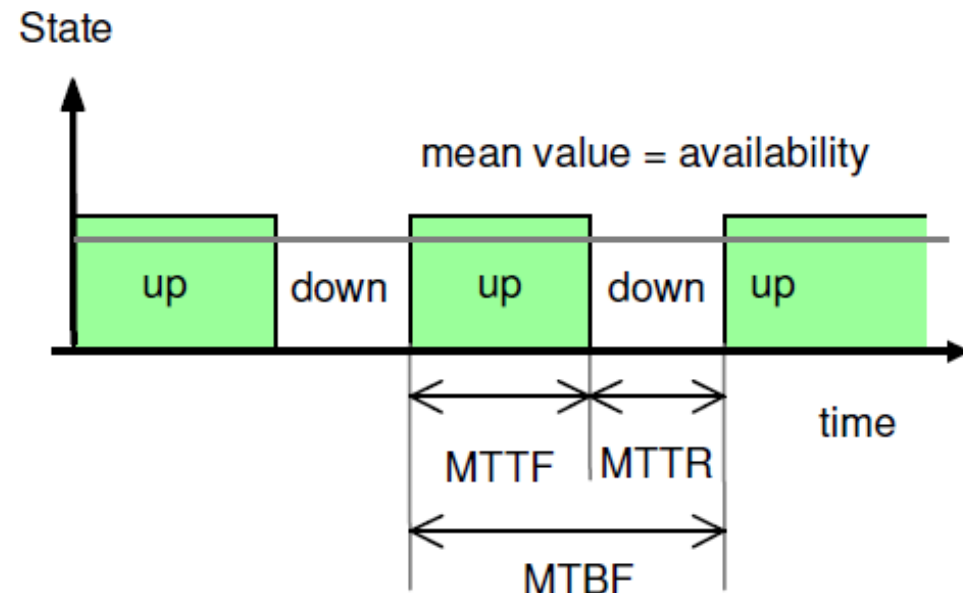 State
mean value = availability
up down up down up
time
MTTF MTTR
MTBF